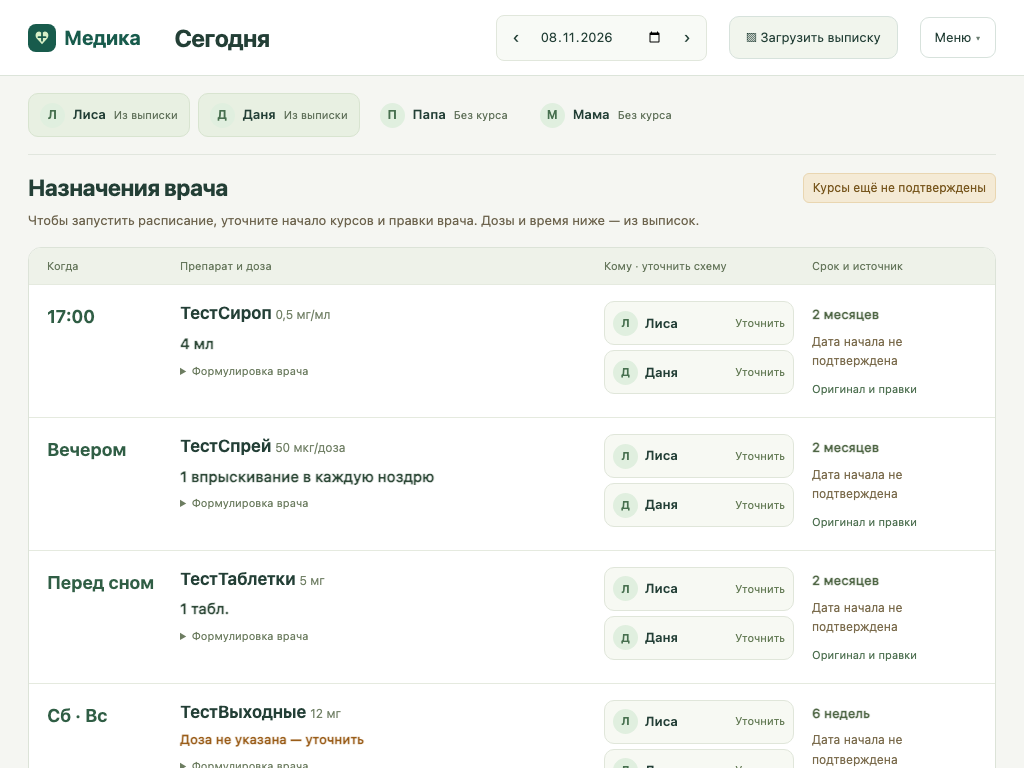 Медика
Сегодня
08.11.2026
Загрузить выписку
Меню
Л Лиса Из выписки
Д Даня Из выписки
П Папа Без курса
М Мама Без курса
Назначения врача
Курсы ещё не подтверждены
Чтобы запустить расписание, уточните начало курсов и правки врача. Дозы и время ниже — из выписок.
Когда
Препарат и доза
Кому · уточнить схему
Срок и источник
17:00
ТестСироп 0,5 мг/мл
4 мл
Формулировка врача
Л Лиса Уточнить
Д Даня Уточнить
2 месяцев
Дата начала не
подтверждена
Оригинал и правки
Вечером
ТестСпрей 50 мкг/доза
1 впрыскивание в каждую ноздрю
Формулировка врача
Л Лиса Уточнить
Д Даня Уточнить
2 месяцев
Дата начала не
подтверждена
Оригинал и правки
Перед сном
ТестТаблетки 5 мг
1 табл.
Формулировка врача
Л Лиса Уточнить
Д Даня Уточнить
2 месяцев
Дата начала не
подтверждена
Оригинал и правки
Сб · Вс
ТестВыходные 12 мг
Доза не указана — уточнить
Формулировка врача
Л Лиса Уточнить
6 недель
Дата начала не
подтверждена